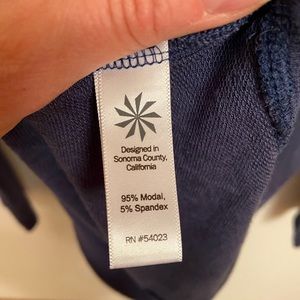 Designed in
Sonoma County,
California
95% Modal,
5% Spandex
RN #54023